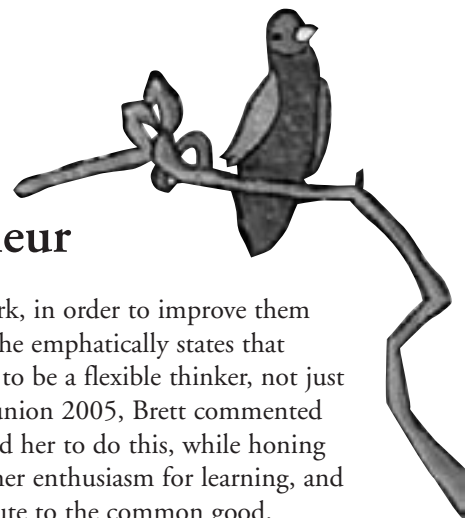 eur
rk, in order to improve them
he emphatically states that
to be a flexible thinker, not just
union 2005, Brett commented
d her to do this, while honing
her enthusiasm for learning, and
ute to the common good.